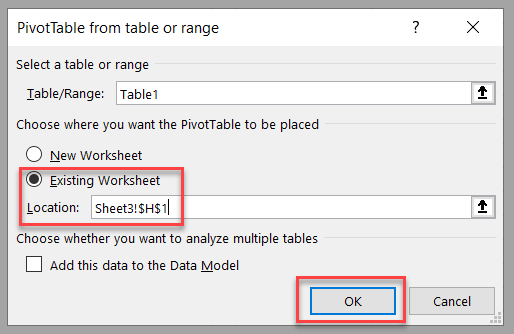 PivotTable from table or range ? ×
Select a table or range
Table/Range: Table1
Choose where you want the PivotTable to be placed
New Worksheet
Existing Worksheet
Location: Sheet3!$H$1
Choose whether you want to analyze multiple tables
Add this data to the Data Model
OK Cancel